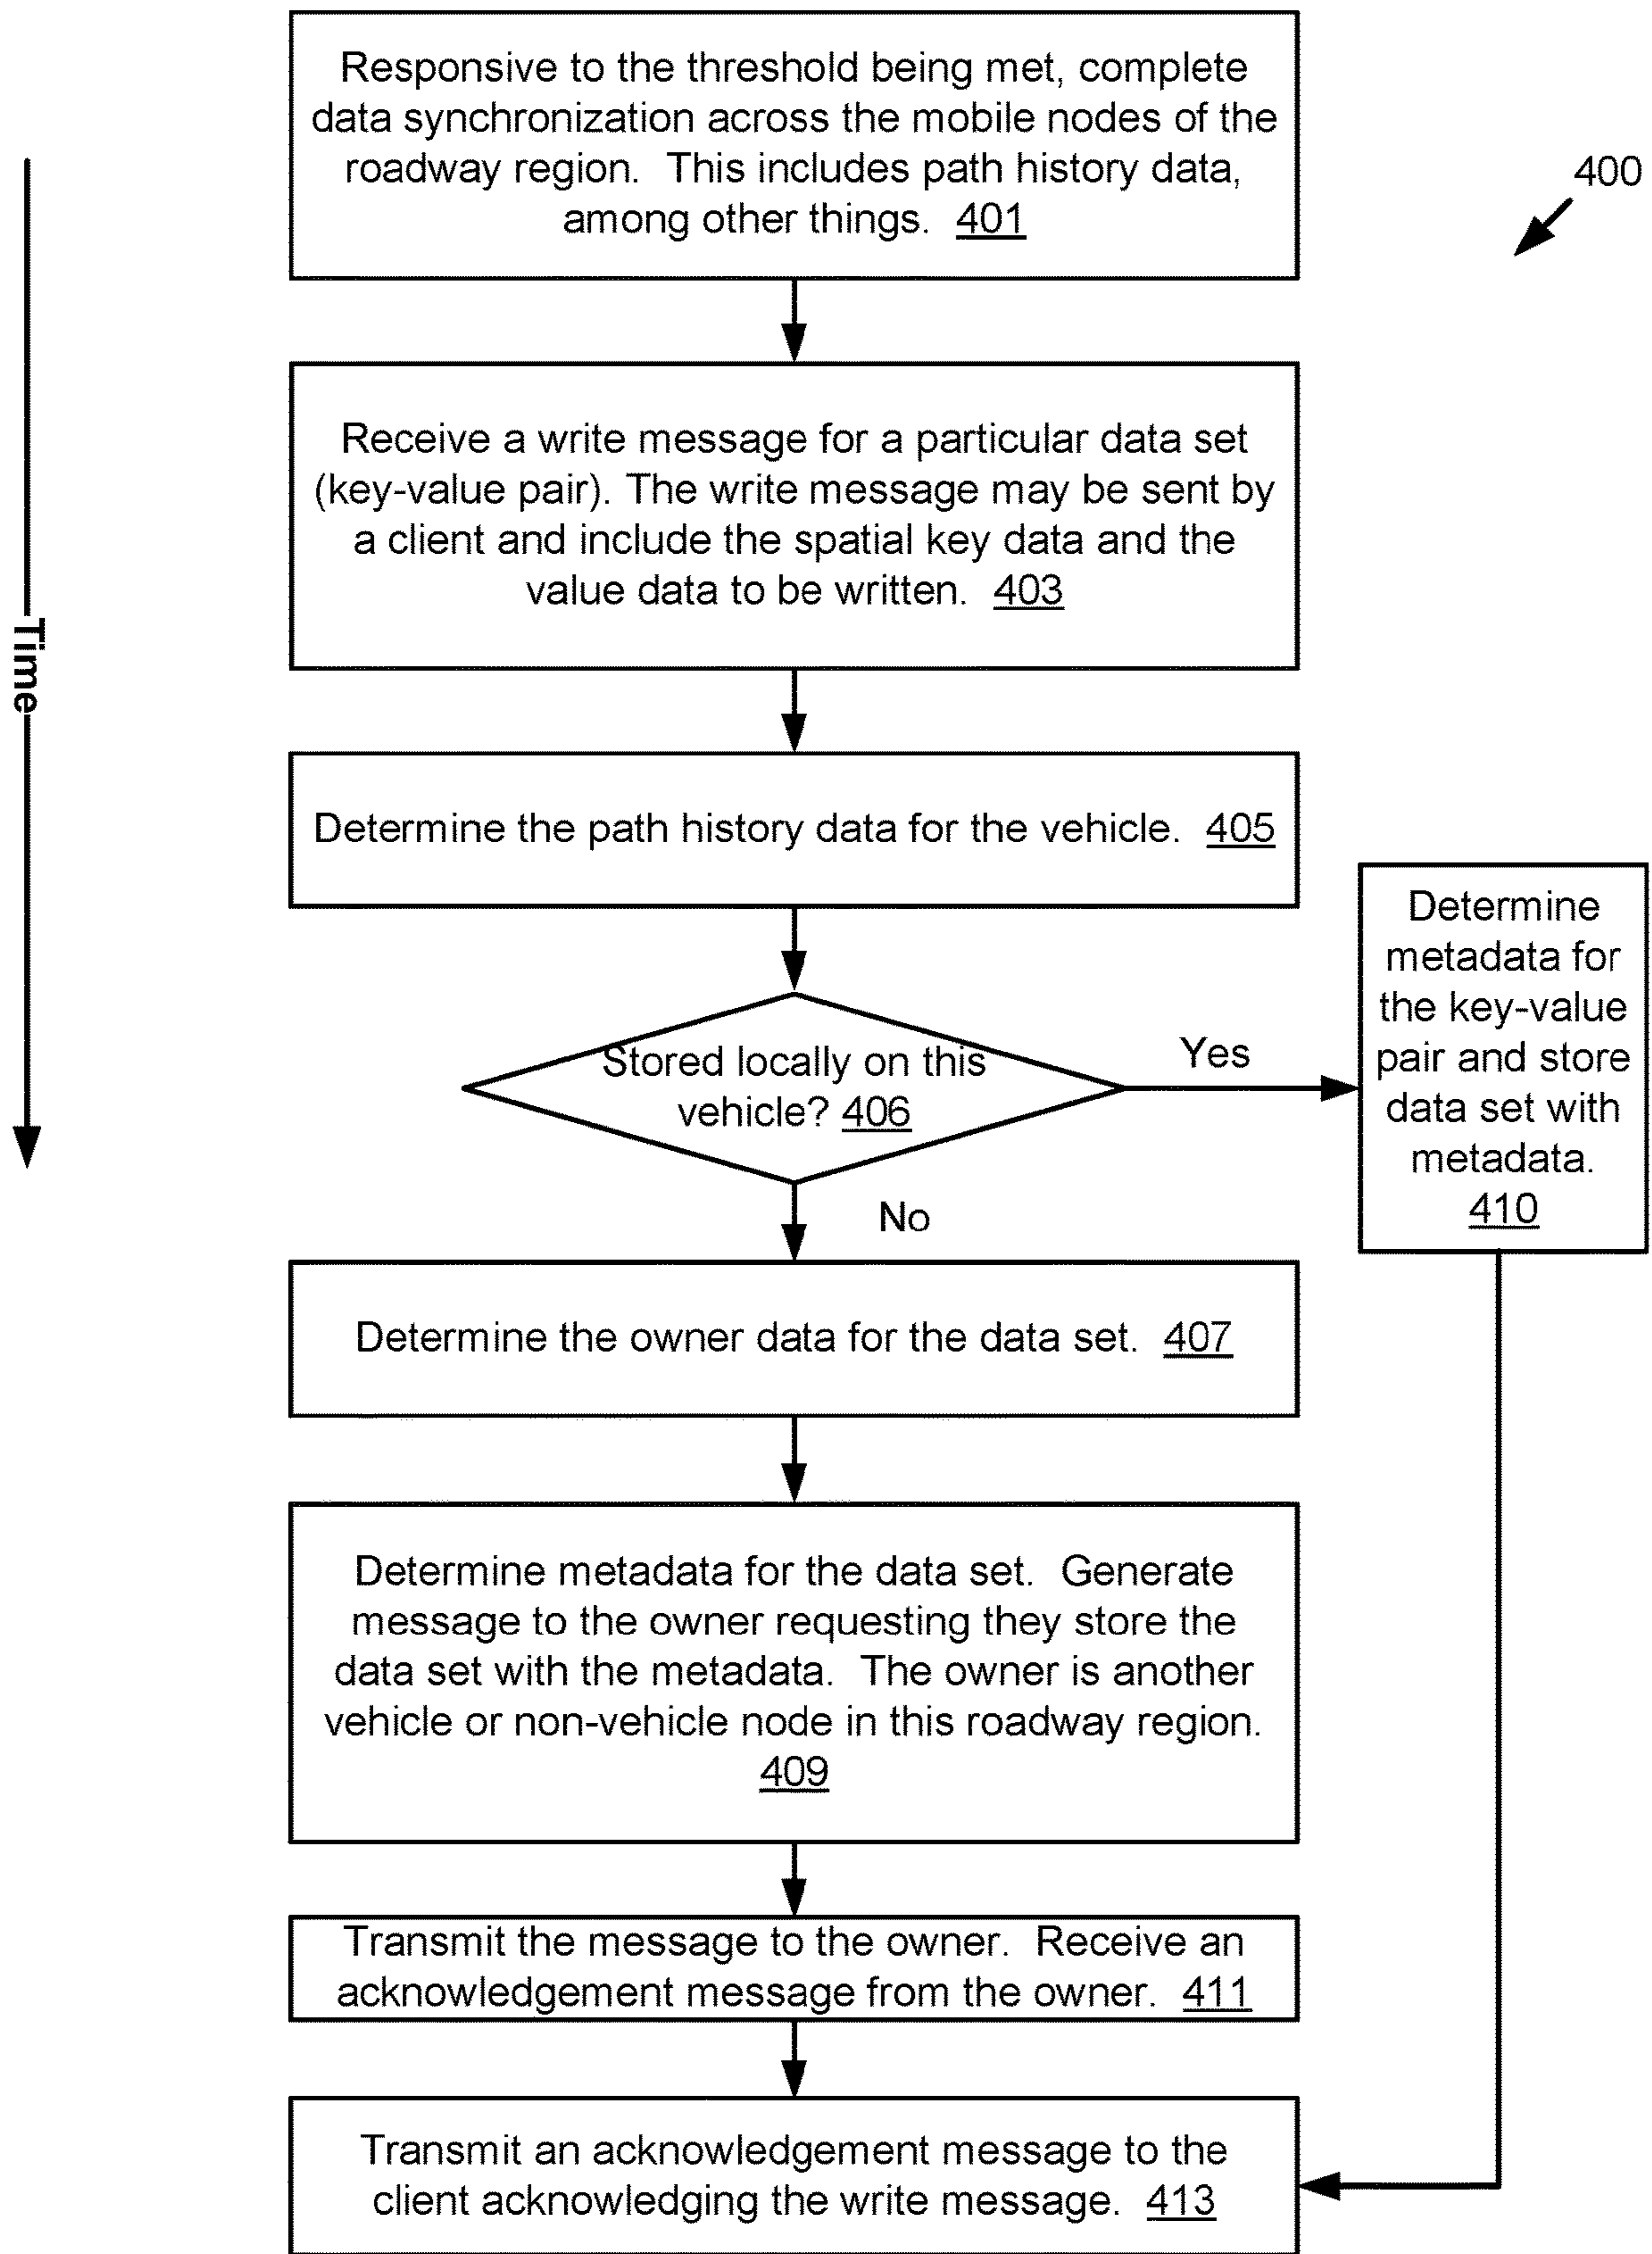 Responsive to the threshold being met, complete
data synchronization across the mobile nodes of the
roadway region.  This includes path history data,
among other things.  401
400
Receive a write message for a particular data set
(key-value pair). The write message may be sent by
a client and include the spatial key data and the
value data to be written.  403
Time
Determine the path history data for the vehicle.  405
Stored locally on this
vehicle? 406
Yes
No
Determine
metadata for
the key-value
pair and store
data set with
metadata.
410
Determine the owner data for the data set.  407
Determine metadata for the data set.  Generate
message to the owner requesting they store the
data set with the metadata.  The owner is another
vehicle or non-vehicle node in this roadway region.
409
Transmit the message to the owner.  Receive an
acknowledgement message from the owner.  411
Transmit an acknowledgement message to the
client acknowledging the write message.  413